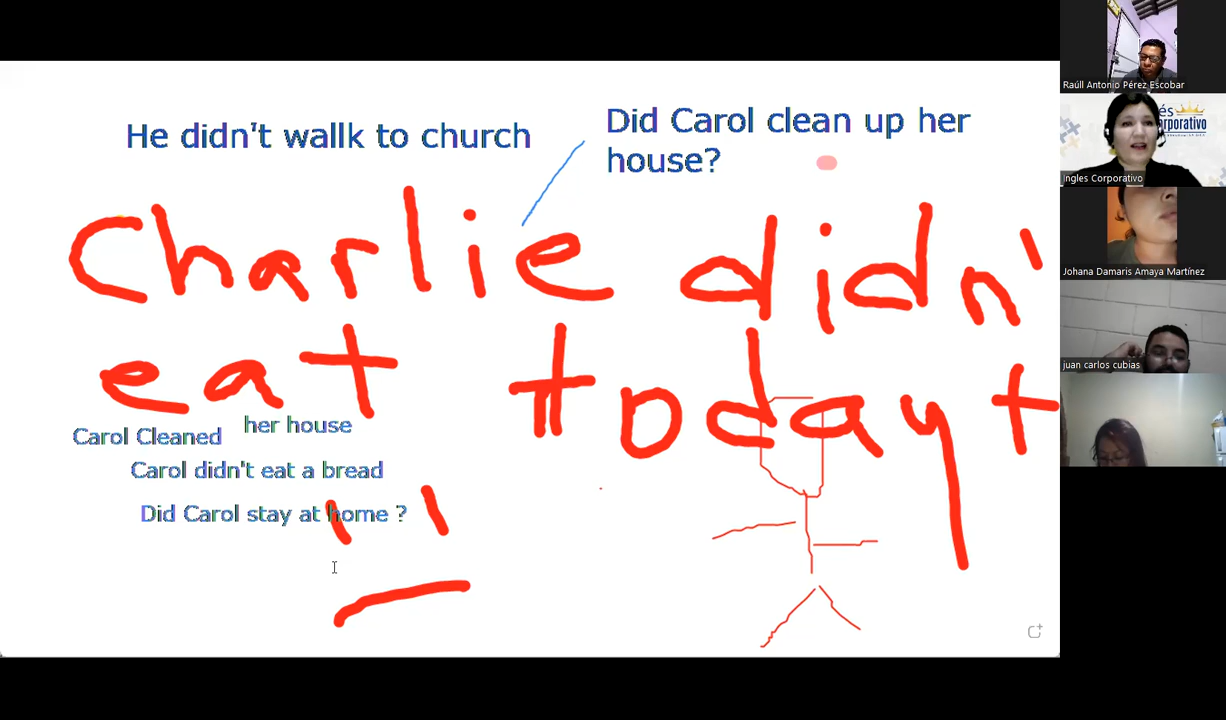 He didn't wallk to church
Did Carol clean up her
house?
Charlie didn'
eat today t
Carol Cleaned her house
Carol didn't eat a bread
Did Carol stay at home ?
Raúll Antonio Pérez Escobar
és
Corporativo
Ingles Corporativo
Johana Damaris Amaya Martínez
juan carlos cubias